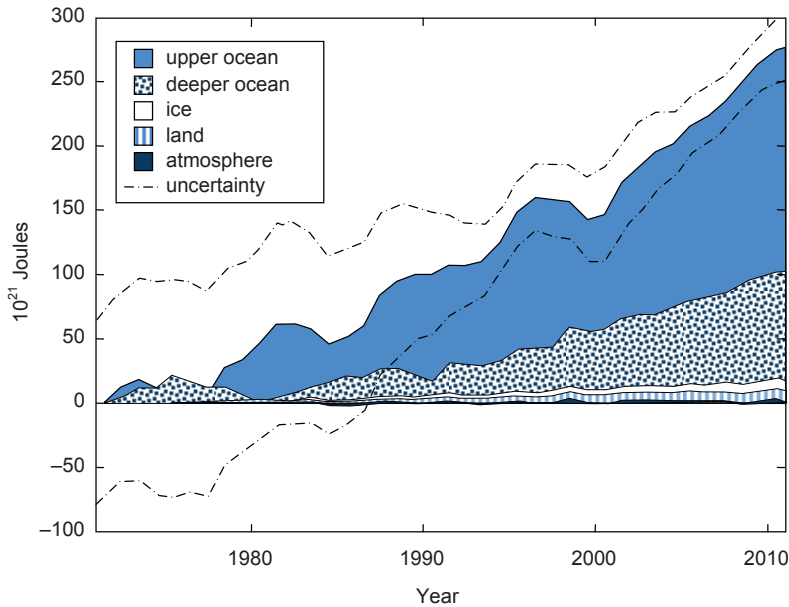 300
250
200
150
100
50
0
–50
–100
10²¹ Joules
upper ocean
deeper ocean
ice
land
atmosphere
uncertainty
1980 1990 2000 2010
Year